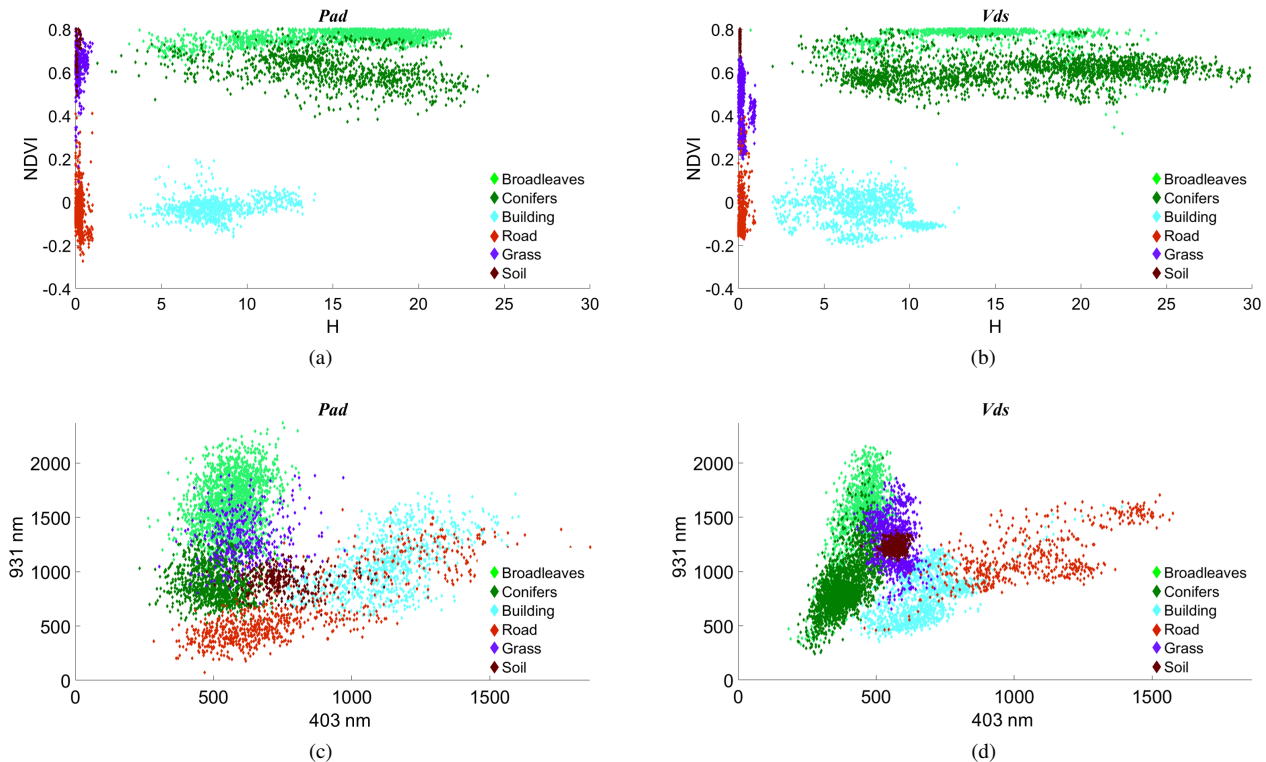 Pad
0.8
0.6
0.4
0.2
0
-0.2
-0.4
NDVI
0 5 10 15 20 25 30
H
Broadleaves
Conifers
Building
Road
Grass
Soil
(a)
Vds
0.8
0.6
0.4
0.2
0
-0.2
-0.4
NDVI
0 5 10 15 20 25 30
H
Broadleaves
Conifers
Building
Road
Grass
Soil
(b)
Pad
2000
1500
1000
500
0
931 nm
0 500 1000 1500
403 nm
Broadleaves
Conifers
Building
Road
Grass
Soil
(c)
Vds
2000
1500
1000
500
0
931 nm
0 500 1000 1500
403 nm
Broadleaves
Conifers
Building
Road
Grass
Soil
(d)